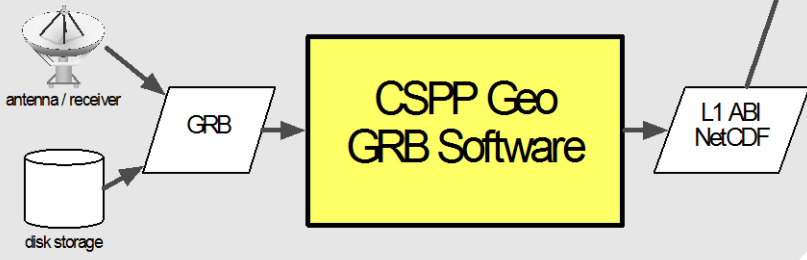 antenna / receiver
GRB
disk storage
CSPP Geo
GRB Software
L1 ABI
NetCDF